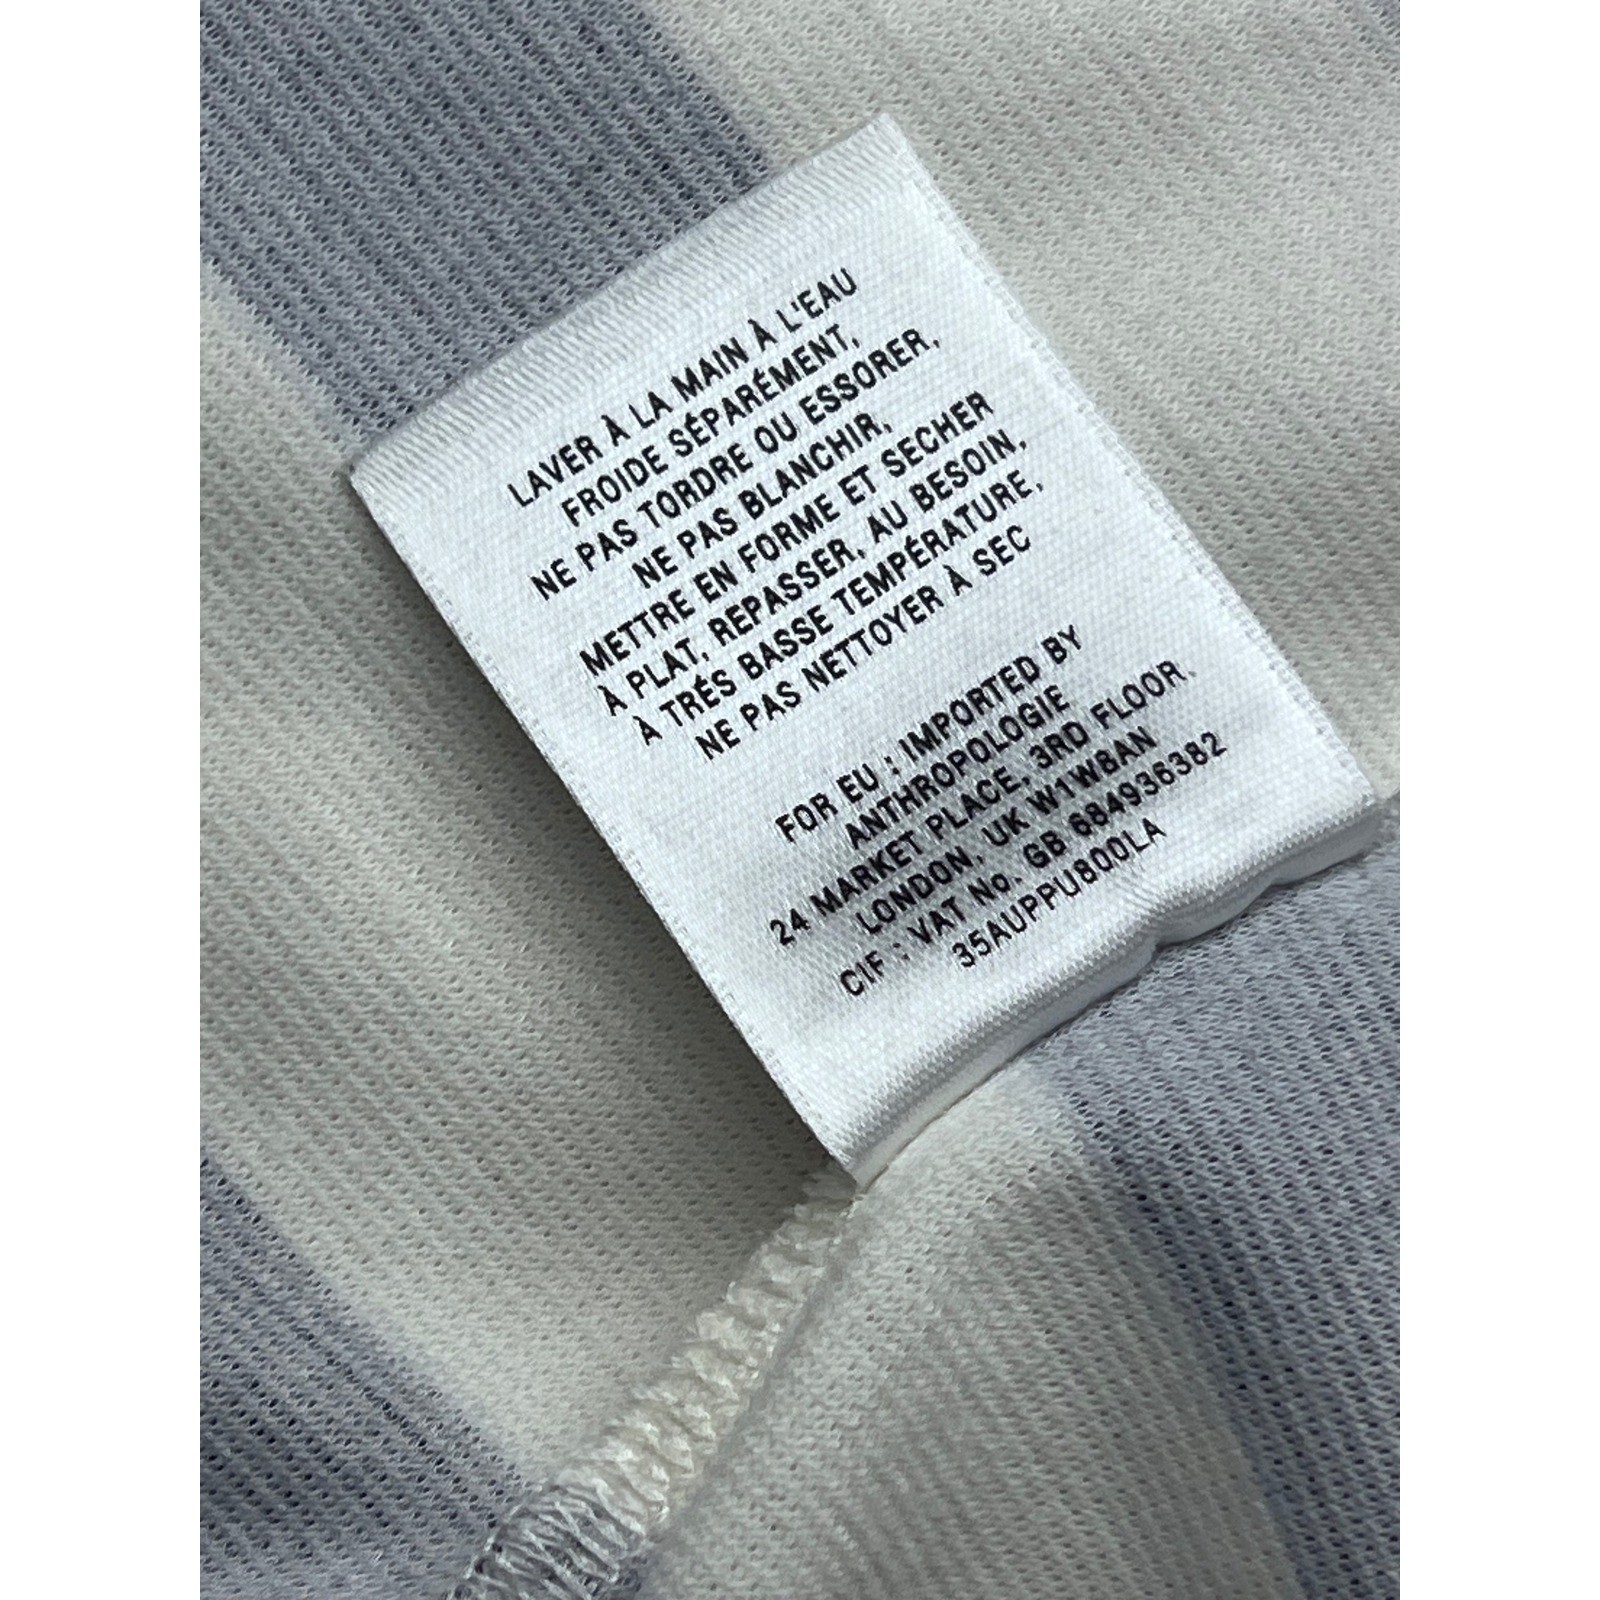 LAVER À LA MAIN À L'EAU
FROIDE SÉPARÉMENT,
NE PAS TORDRE OU ESSORER,
NE PAS BLANCHIR,
METTRE EN FORME ET SECHER
À PLAT, REPASSER, AU BESOIN,
À TRÉS BASSE TEMPÉRATURE,
NE PAS NETTOYER À SEC
FOR EU : IMPORTED BY
ANTHROPOLOGIE
24 MARKET PLACE, 3RD FLOOR.
LONDON, UK W1W8AN
CIF : VAT No. GB 684936382
35AUPPU800LA